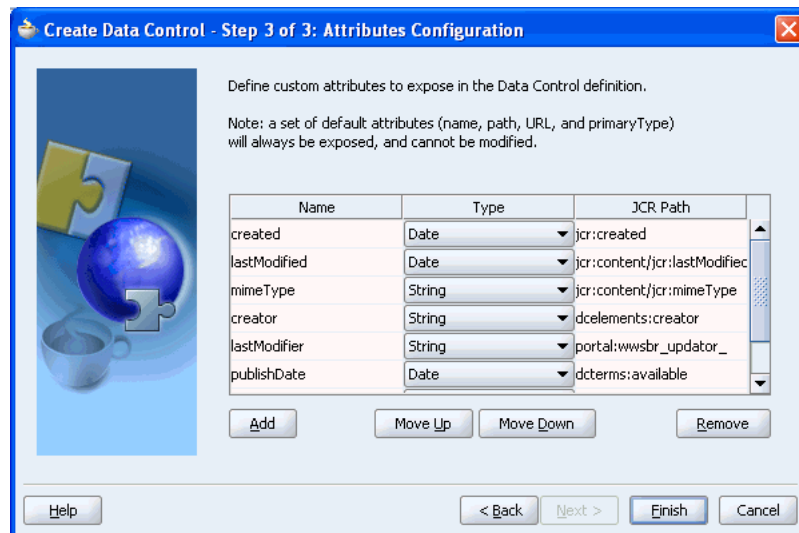 Create Data Control - Step 3 of 3: Attributes Configuration
Define custom attributes to expose in the Data Control definition.
Note: a set of default attributes (name, path, URL, and primaryType)
will always be exposed, and cannot be modified.
Name Type JCR Path
created Date jcr:created
lastModified Date jcr:content/jcr:lastModified
mimeType String jcr:content/jcr:mimeType
creator String dcelements:creator
lastModifier String portal:wwsbr_updator_
publishDate Date dcterms:available
Add Move Up Move Down Remove
Help < Back Next > Finish Cancel